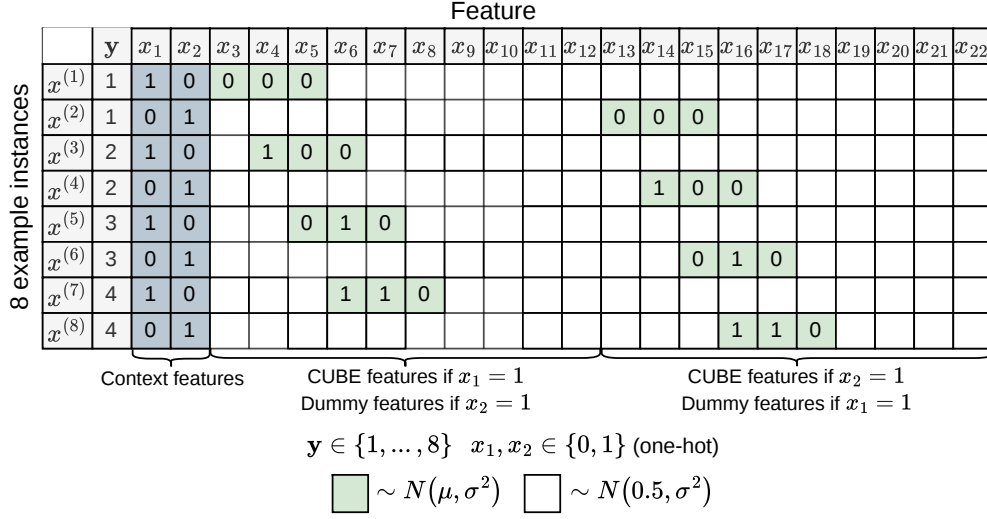 Feature
y x₁ x₂ x₃ x₄ x₅ x₆ x₇ x₈ x₉ x₁₀ x₁₁ x₁₂ x₁₃ x₁₄ x₁₅ x₁₆ x₁₇ x₁₈ x₁₉ x₂₀ x₂₁ x₂₂
8 example instances
x⁽¹⁾ 1 1 0 0 0 0
x⁽²⁾ 1 0 1 0 0 0
x⁽³⁾ 2 1 0 1 0 0
x⁽⁴⁾ 2 0 1 1 0 0
x⁽⁵⁾ 3 1 0 0 1 0
x⁽⁶⁾ 3 0 1 0 1 0
x⁽⁷⁾ 4 1 0 1 1 0
x⁽⁸⁾ 4 0 1 1 1 0
Context features
CUBE features if x₁ = 1
Dummy features if x₂ = 1
CUBE features if x₂ = 1
Dummy features if x₁ = 1
y ∈ {1, ..., 8} x₁, x₂ ∈ {0, 1} (one-hot)
∼ N(μ, σ²) ∼ N(0.5, σ²)